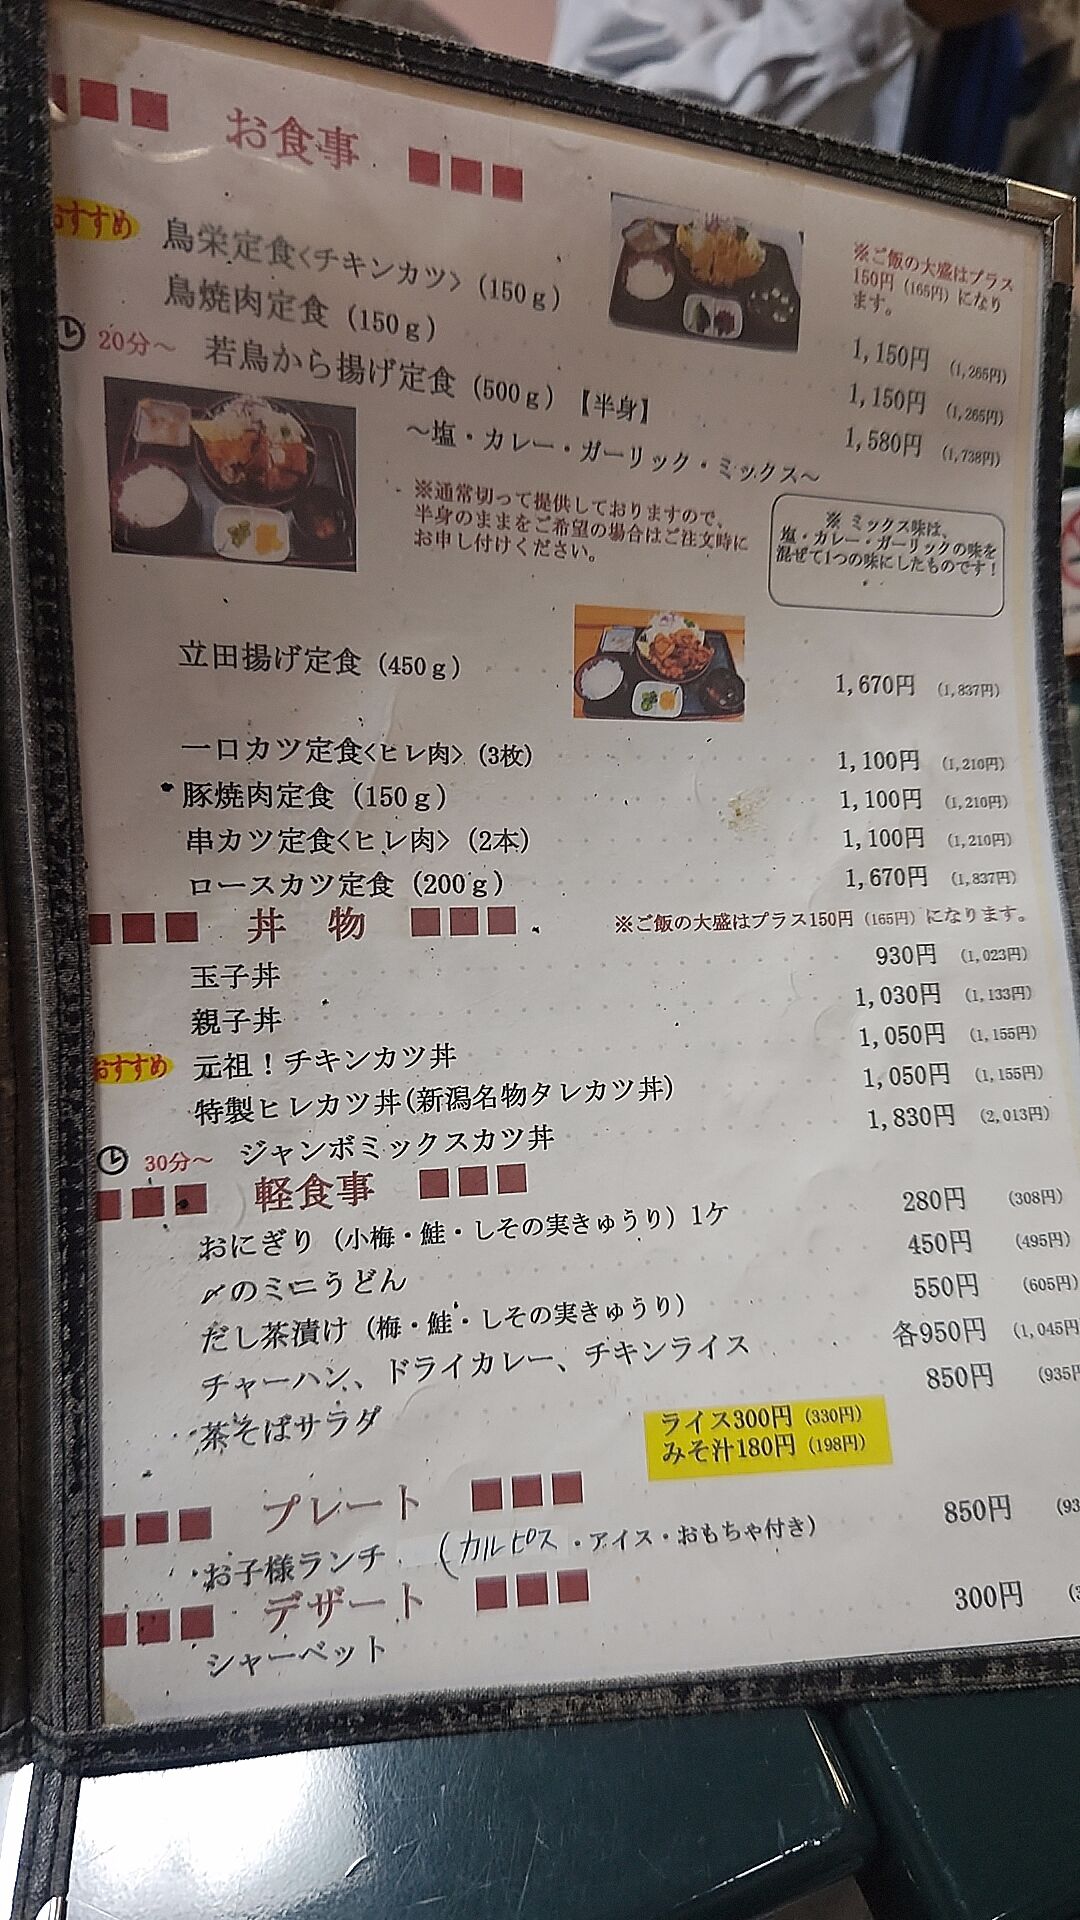 お食事
おすすめ 鳥栄定食<チキンカツ> (150g) 1,150円 (1,265円)
※ご飯の大盛はプラス
150円 (165円) になり
ます。
鳥焼肉定食 (150g) 1,150円 (1,265円)
20分～ 若鳥から揚げ定食 (500g) 【半身】 1,580円 (1,738円)
～塩・カレー・ガーリック・ミックス～
※通常切って提供しておりますので、
半身のままをご希望の場合はご注文時に
お申し付けください。
※ ミックス味は、
塩・カレー・ガーリックの味を
混ぜて1つの味にしたものです!
立田揚げ定食 (450g) 1,670円 (1,837円)
一口カツ定食<ヒレ肉> (3枚) 1,100円 (1,210円)
豚焼肉定食 (150g) 1,100円 (1,210円)
串カツ定食<ヒレ肉> (2本) 1,100円 (1,210円)
ロースカツ定食 (200g) 1,670円 (1,837円)
丼 物 ※ご飯の大盛はプラス150円 (165円) になります。
玉子丼 930円 (1,023円)
親子丼 1,030円 (1,133円)
おすすめ 元祖!チキンカツ丼 1,050円 (1,155円)
特製ヒレカツ丼(新潟名物タレカツ丼) 1,050円 (1,155円)
30分～ ジャンボミックスカツ丼 1,830円 (2,013円)
軽食事
おにぎり (小梅・鮭・しその実きゅうり) 1ケ 280円 (308円)
〆のミニうどん 450円 (495円)
だし茶漬け (梅・鮭・しその実きゅうり) 550円 (605円)
チャーハン、ドライカレー、チキンライス 各950円 (1,045円
茶そばサラダ 850円 (935円
ライス300円 (330円)
みそ汁180円 (198円)
プレート
お子様ランチ (カルピス・アイス・おもちゃ付き) 850円 (93
デザート
シャーベット 300円 (3